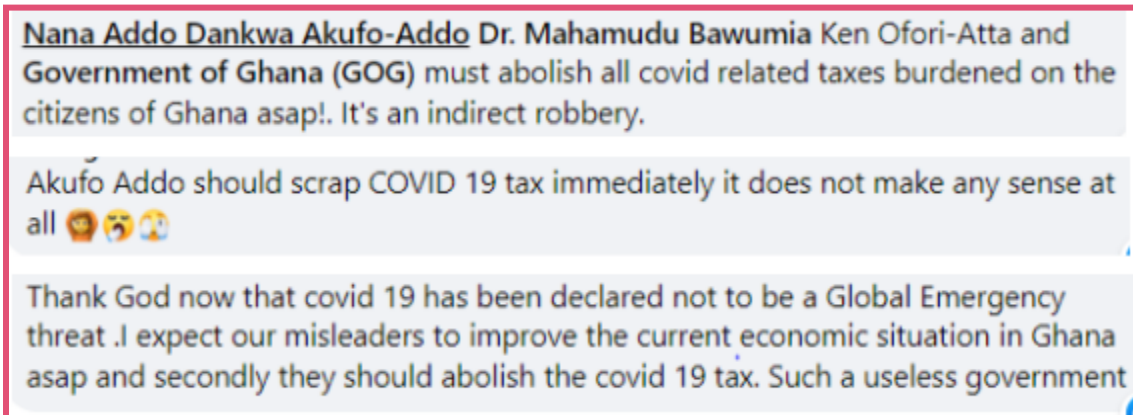 Nana Addo Dankwa Akufo-Addo Dr. Mahamudu Bawumia Ken Ofori-Atta and
Government of Ghana (GOG) must abolish all covid related taxes burdened on the
citizens of Ghana asap!. It's an indirect robbery.
Akufo Addo should scrap COVID 19 tax immediately it does not make any sense at
all
Thank God now that covid 19 has been declared not to be a Global Emergency
threat .I expect our misleaders to improve the current economic situation in Ghana
asap and secondly they should abolish the covid 19 tax. Such a useless government